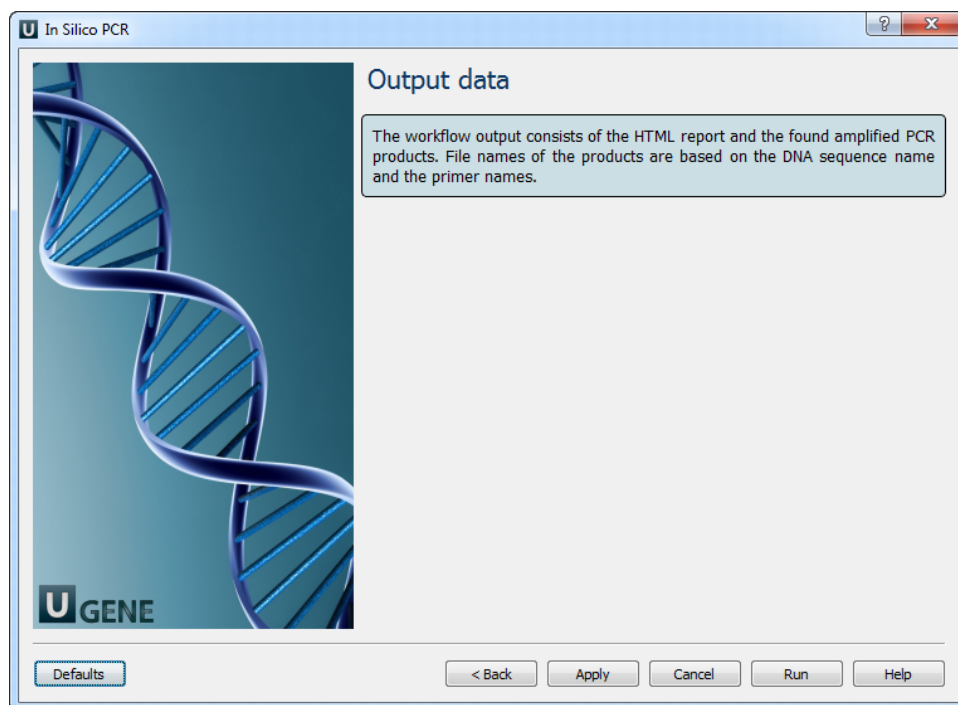 In Silico PCR
Output data
The workflow output consists of the HTML report and the found amplified PCR
products. File names of the products are based on the DNA sequence name
and the primer names.
U GENE
Defaults
< Back
Apply
Cancel
Run
Help